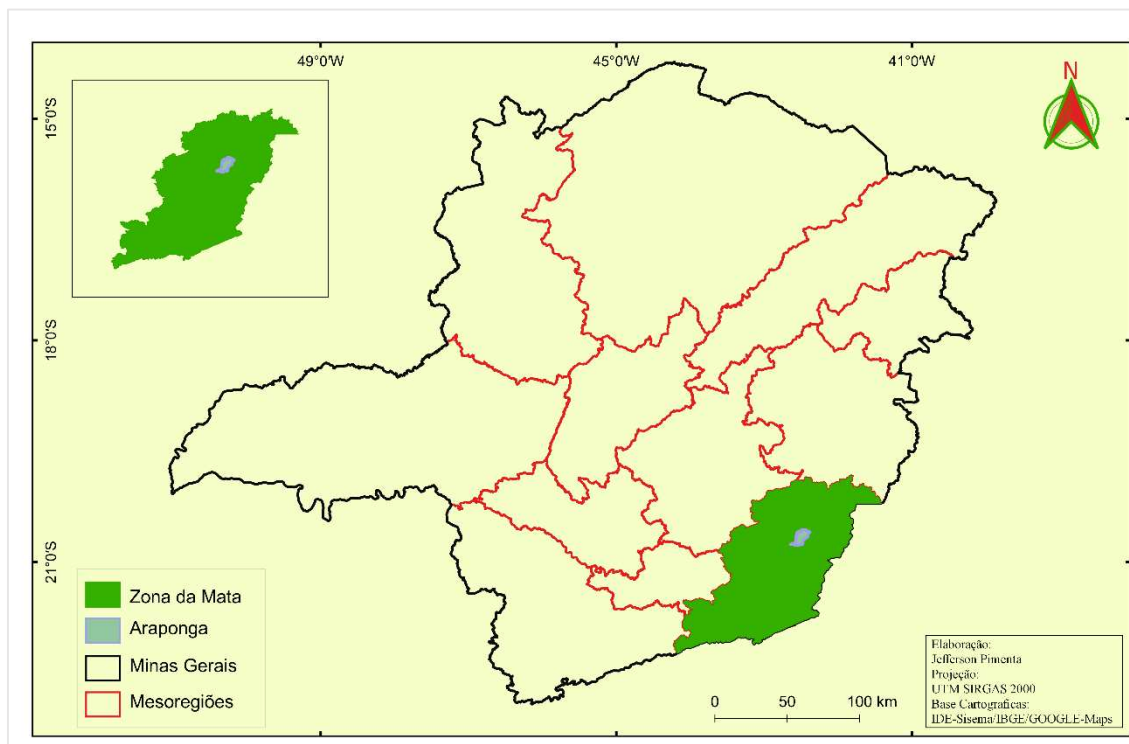 49°0'W
45°0'W
41°0'W
N
15°0'S
18°0'S
21°0'S
Zona da Mata
Araponga
Minas Gerais
Mesoregiões
0 50 100 km
Elaboração:
Jefferson Pimenta
Projeção:
UTM SIRGAS 2000
Base Cartograficas:
IDE-Sisema/IBGE/GOOGLE-Maps